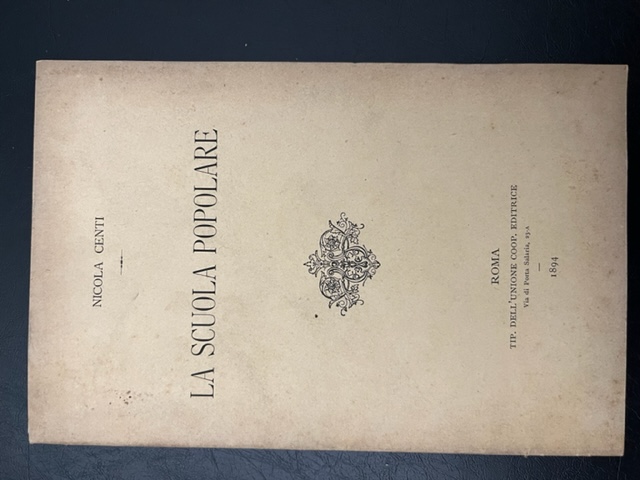 NICOLA CENTI
LA SCUOLA POPOLARE
ROMA
TIP. DELL'UNIONE COOP. EDITRICE
Via di Porta Salaria, 23-A
1894